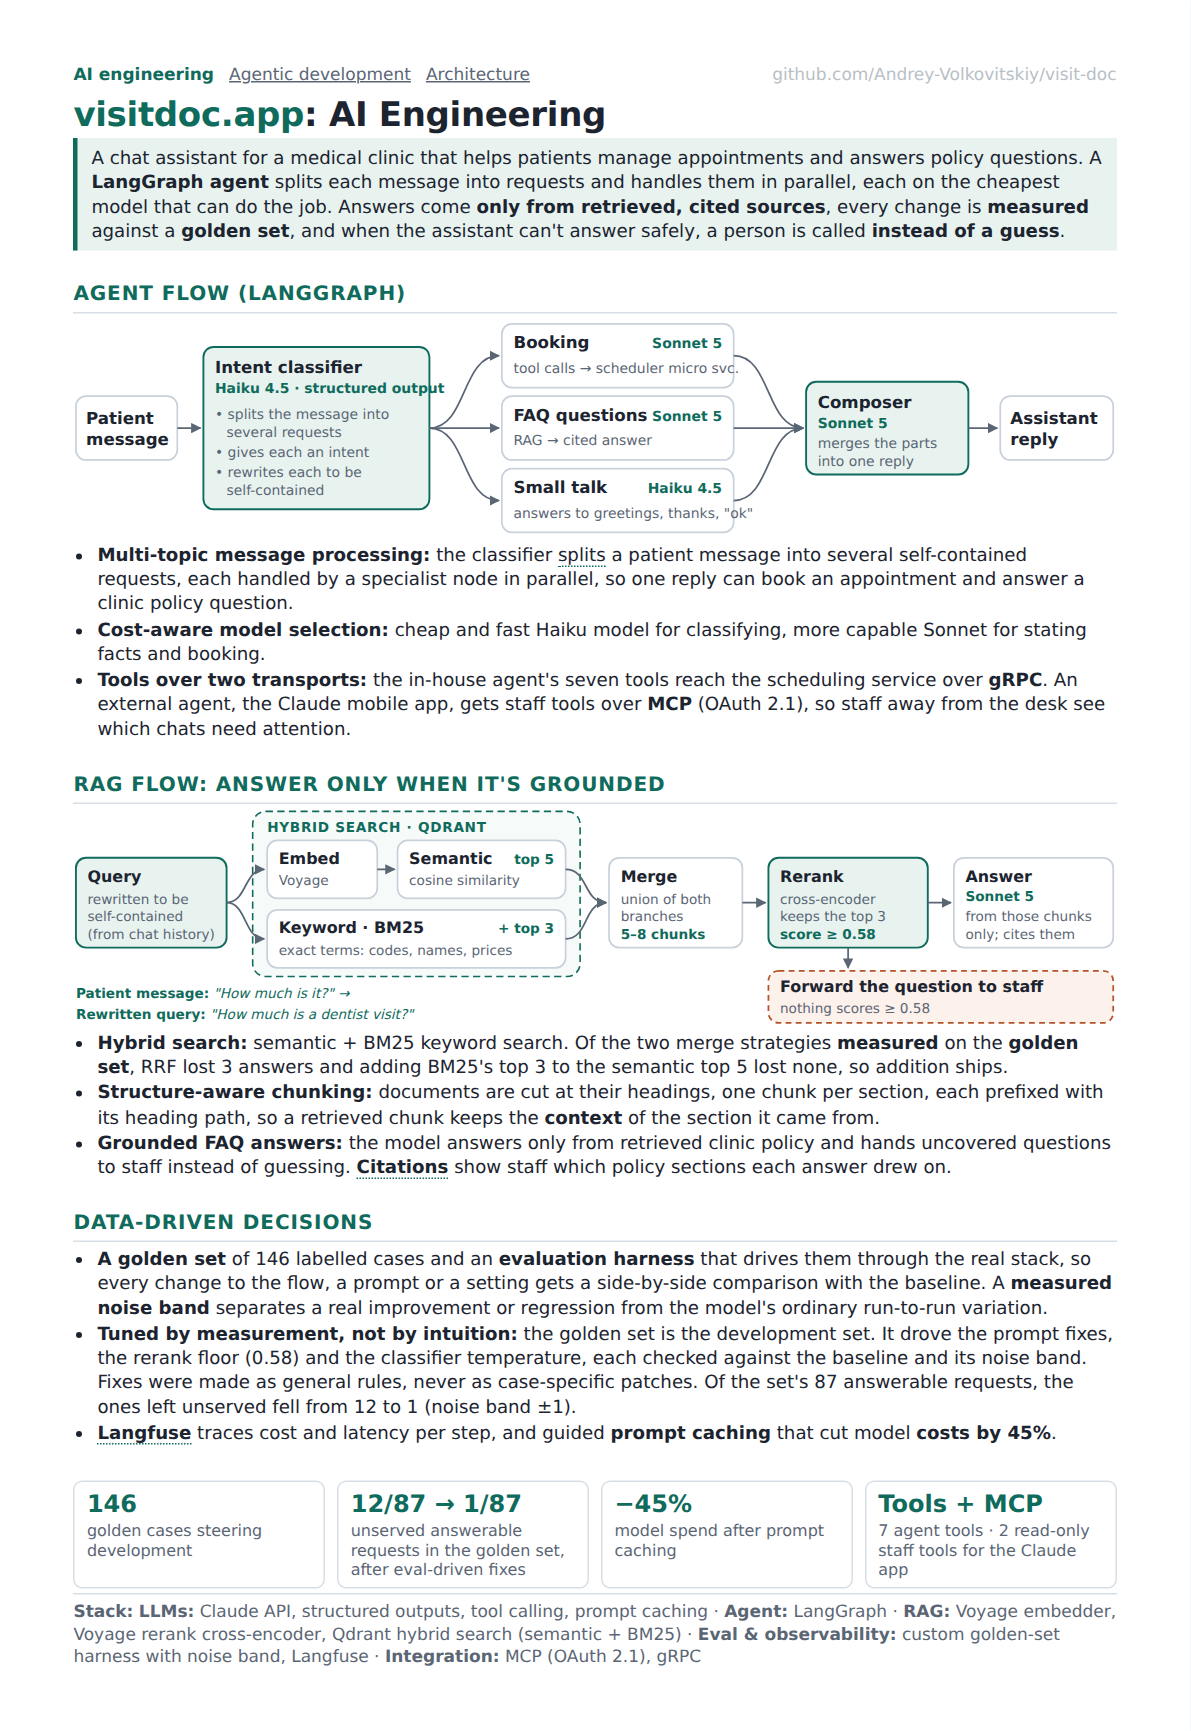 AI engineering Agentic development Architecture github.com/Andrey-Volkovitskiy/visit-doc
visitdoc.app: AI Engineering
A chat assistant for a medical clinic that helps patients manage appointments and answers policy questions. A
LangGraph agent splits each message into requests and handles them in parallel, each on the cheapest
model that can do the job. Answers come only from retrieved, cited sources, every change is measured
against a golden set, and when the assistant can't answer safely, a person is called instead of a guess.
AGENT FLOW (LANGGRAPH)
Patient
message
Intent classifier
Haiku 4.5 · structured output
• splits the message into
several requests
• gives each an intent
• rewrites each to be
self-contained
Booking Sonnet 5
tool calls → scheduler micro svc.
FAQ questions Sonnet 5
RAG → cited answer
Small talk Haiku 4.5
answers to greetings, thanks, "ok"
Composer
Sonnet 5
merges the parts
into one reply
Assistant
reply
• Multi-topic message processing: the classifier splits a patient message into several self-contained
requests, each handled by a specialist node in parallel, so one reply can book an appointment and answer a
clinic policy question.
• Cost-aware model selection: cheap and fast Haiku model for classifying, more capable Sonnet for stating
facts and booking.
• Tools over two transports: the in-house agent's seven tools reach the scheduling service over gRPC. An
external agent, the Claude mobile app, gets staff tools over MCP (OAuth 2.1), so staff away from the desk see
which chats need attention.
RAG FLOW: ANSWER ONLY WHEN IT'S GROUNDED
Query
rewritten to be
self-contained
(from chat history)
HYBRID SEARCH · QDRANT
Embed
Voyage
Semantic top 5
cosine similarity
Keyword · BM25 + top 3
exact terms: codes, names, prices
Merge
union of both
branches
5–8 chunks
Rerank
cross-encoder
keeps the top 3
score ≥ 0.58
Answer
Sonnet 5
from those chunks
only; cites them
Forward the question to staff
nothing scores ≥ 0.58
Patient message: "How much is it?" →
Rewritten query: "How much is a dentist visit?"
• Hybrid search: semantic + BM25 keyword search. Of the two merge strategies measured on the golden
set, RRF lost 3 answers and adding BM25's top 3 to the semantic top 5 lost none, so addition ships.
• Structure-aware chunking: documents are cut at their headings, one chunk per section, each prefixed with
its heading path, so a retrieved chunk keeps the context of the section it came from.
• Grounded FAQ answers: the model answers only from retrieved clinic policy and hands uncovered questions
to staff instead of guessing. Citations show staff which policy sections each answer drew on.
DATA-DRIVEN DECISIONS
• A golden set of 146 labelled cases and an evaluation harness that drives them through the real stack, so
every change to the flow, a prompt or a setting gets a side-by-side comparison with the baseline. A measured
noise band separates a real improvement or regression from the model's ordinary run-to-run variation.
• Tuned by measurement, not by intuition: the golden set is the development set. It drove the prompt fixes,
the rerank floor (0.58) and the classifier temperature, each checked against the baseline and its noise band.
Fixes were made as general rules, never as case-specific patches. Of the set's 87 answerable requests, the
ones left unserved fell from 12 to 1 (noise band ±1).
• Langfuse traces cost and latency per step, and guided prompt caching that cut model costs by 45%.
146
golden cases steering
development
12/87 → 1/87
unserved answerable
requests in the golden set,
after eval-driven fixes
−45%
model spend after prompt
caching
Tools + MCP
7 agent tools · 2 read-only
staff tools for the Claude
app
Stack: LLMs: Claude API, structured outputs, tool calling, prompt caching · Agent: LangGraph · RAG: Voyage embedder,
Voyage rerank cross-encoder, Qdrant hybrid search (semantic + BM25) · Eval & observability: custom golden-set
harness with noise band, Langfuse · Integration: MCP (OAuth 2.1), gRPC